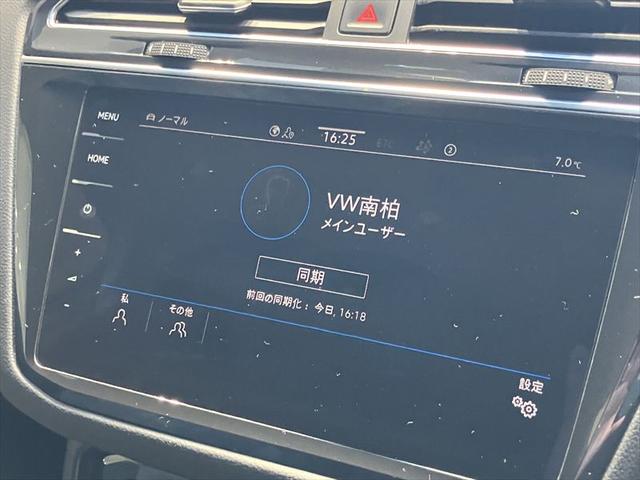 MENU
ノーマル
16:25
ETC
2
7.0℃
HOME
VW南柏
メインユーザー
同期
前回の同期化： 今日, 16:18
私
その他
設定